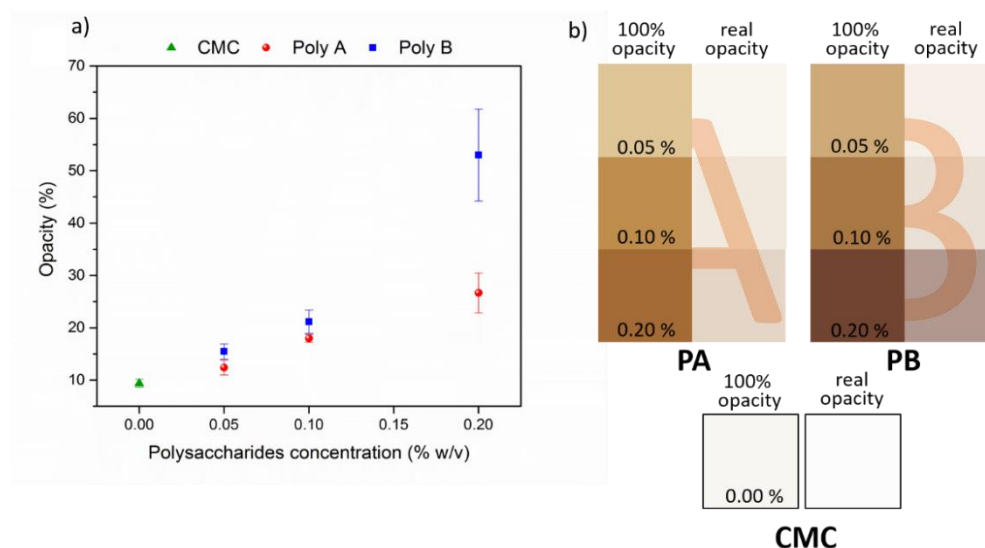 a)
CMC Poly A Poly B
70
60
50
40
30
20
10
Opacity (%)
0.00 0.05 0.10 0.15 0.20
Polysaccharides concentration (% w/v)
b)
100% opacity
real opacity
0.05 %
0.10 %
0.20 %
A
PA
100% opacity
real opacity
0.05 %
0.10 %
0.20 %
B
PB
100% opacity
real opacity
0.00 %
CMC